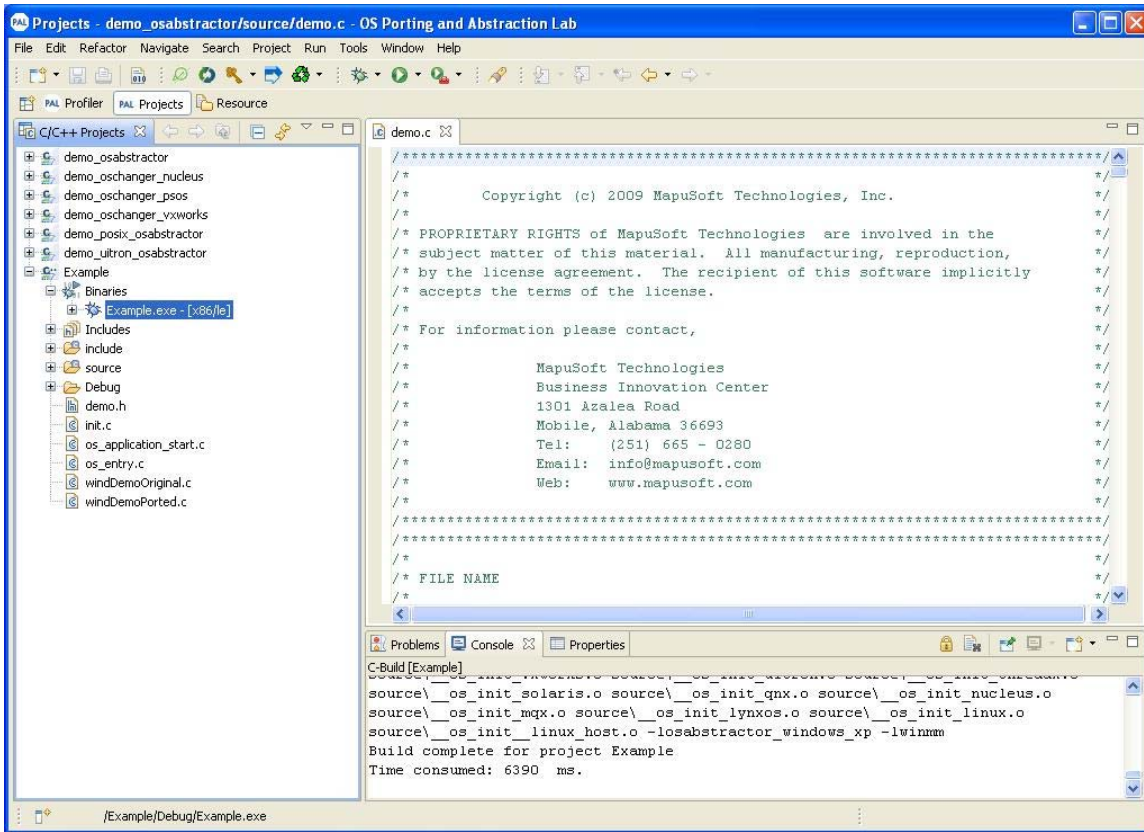 Projects - demo_osabstractor/source/demo.c - OS Porting and Abstraction Lab
File Edit Refactor Navigate Search Project Run Tools Window Help
PAL Profiler PAL Projects Resource
C/C++ Projects
demo_osabstractor
demo_oschanger_nucleus
demo_oschanger_psos
demo_oschanger_vxworks
demo_posix_osabstractor
demo_uitron_osabstractor
Example
Binaries
Example.exe - [x86/le]
Includes
include
source
Debug
demo.h
init.c
os_application_start.c
os_entry.c
windDemoOriginal.c
windDemoPorted.c
demo.c
/******************************************************************************/
/* */
/* Copyright (c) 2009 MapuSoft Technologies, Inc. */
/* */
/* PROPRIETARY RIGHTS of MapuSoft Technologies are involved in the */
/* subject matter of this material. All manufacturing, reproduction, */
/* by the license agreement. The recipient of this software implicitly */
/* accepts the terms of the license. */
/* */
/* For information please contact, */
/* */
/* MapuSoft Technologies */
/* Business Innovation Center */
/* 1301 Azalea Road */
/* Mobile, Alabama 36693 */
/* Tel: (251) 665 - 0280 */
/* Email: info@mapusoft.com */
/* Web: www.mapusoft.com */
/* */
/******************************************************************************/
/******************************************************************************/
/* */
/* FILE NAME */
/* */
Problems Console Properties
C-Build [Example]
source\__os_init_solaris.o source\__os_init_qnx.o source\__os_init_nucleus.o
source\__os_init_mqx.o source\__os_init_lynxos.o source\__os_init_linux.o
source\__os_init__linux_host.o -losabstractor_windows_xp -lwinmm
Build complete for project Example
Time consumed: 6390 ms.
/Example/Debug/Example.exe